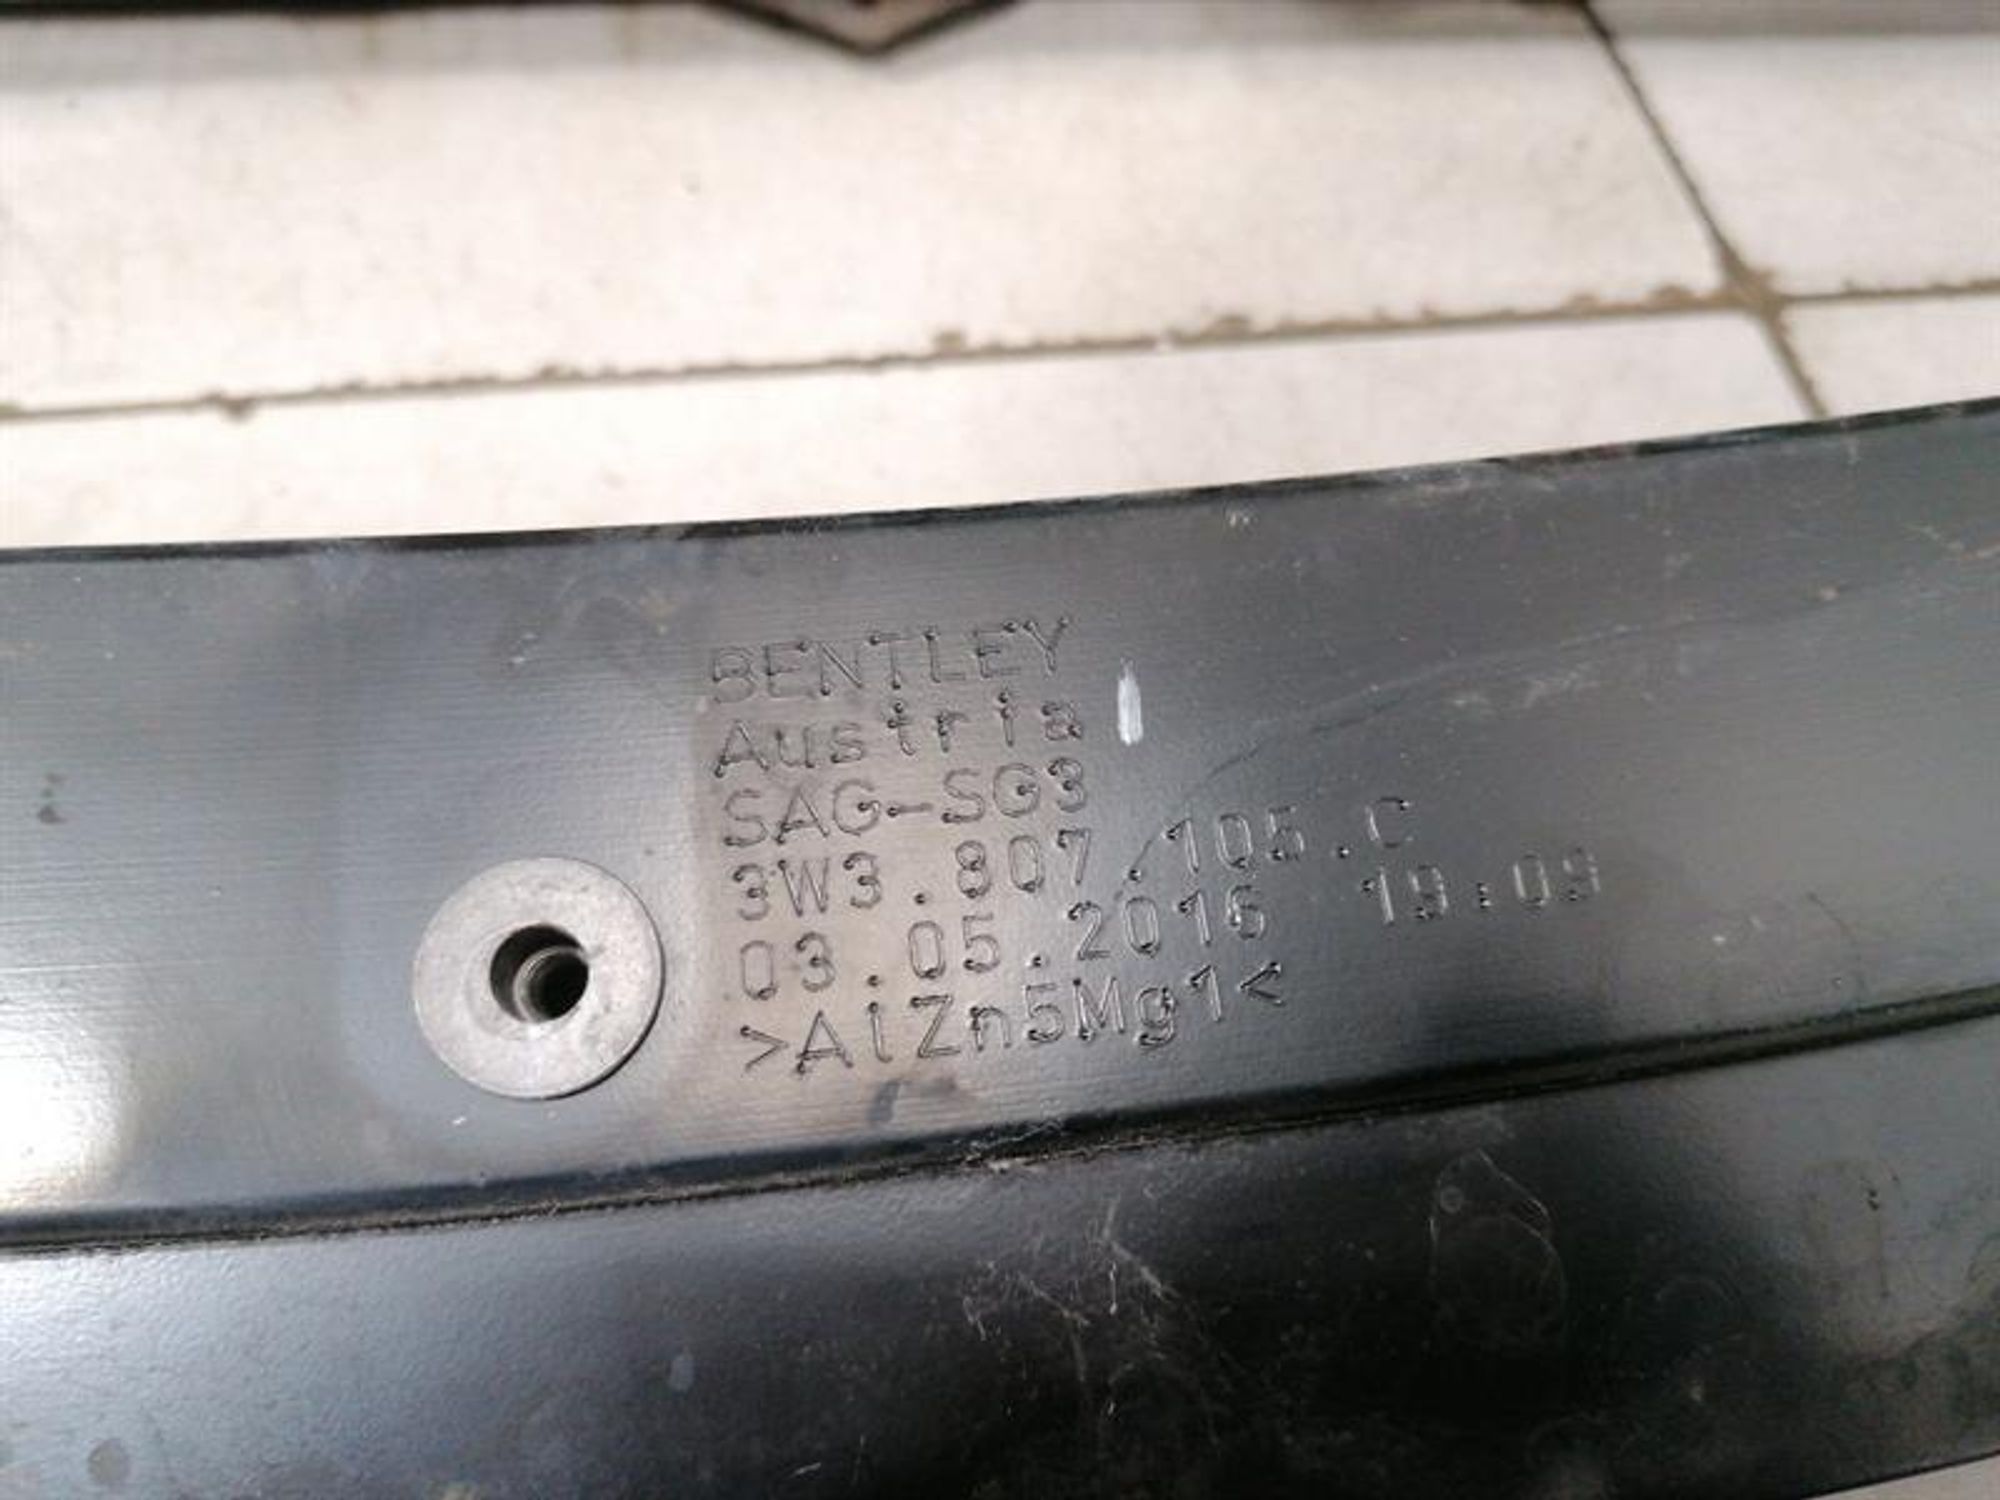 BENTLEY
Austria
SAG-SG3
3W3.807.105.C
03.05.2016 19:09
>AlZn5Mg1<